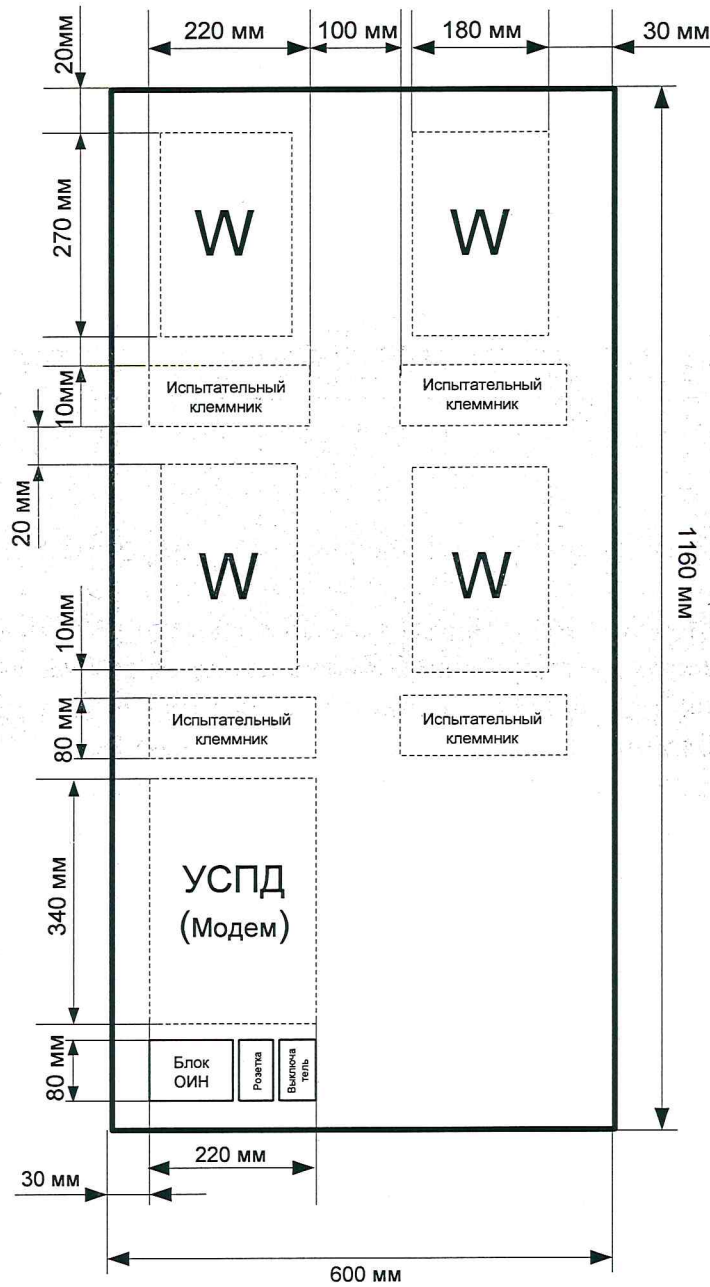 220 мм
100 мм
180 мм
30 мм
20мм
270 мм
W
W
10мм
Испытательный
клеммник
Испытательный
клеммник
20 мм
1160 мм
W
W
10мм
80 мм
Испытательный
клеммник
Испытательный
клеммник
340 мм
УСПД
(Модем)
80 мм
Блок
ОИН
Розетка
Выключа
тель
220 мм
30 мм
600 мм